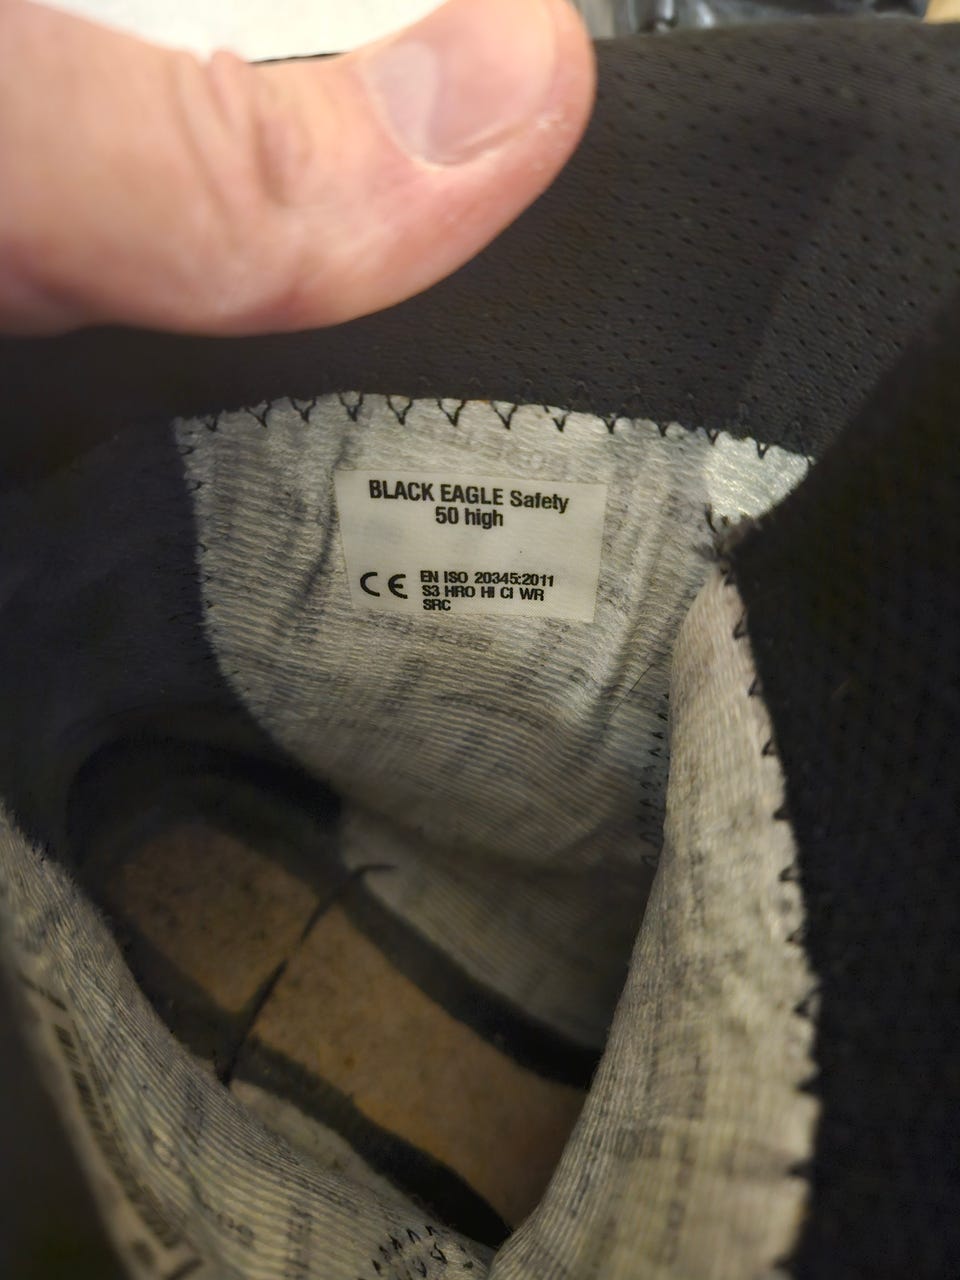 BLACK EAGLE Safety
50 high
CE EN ISO 20345:2011
S3 HRO HI CI WR
SRC